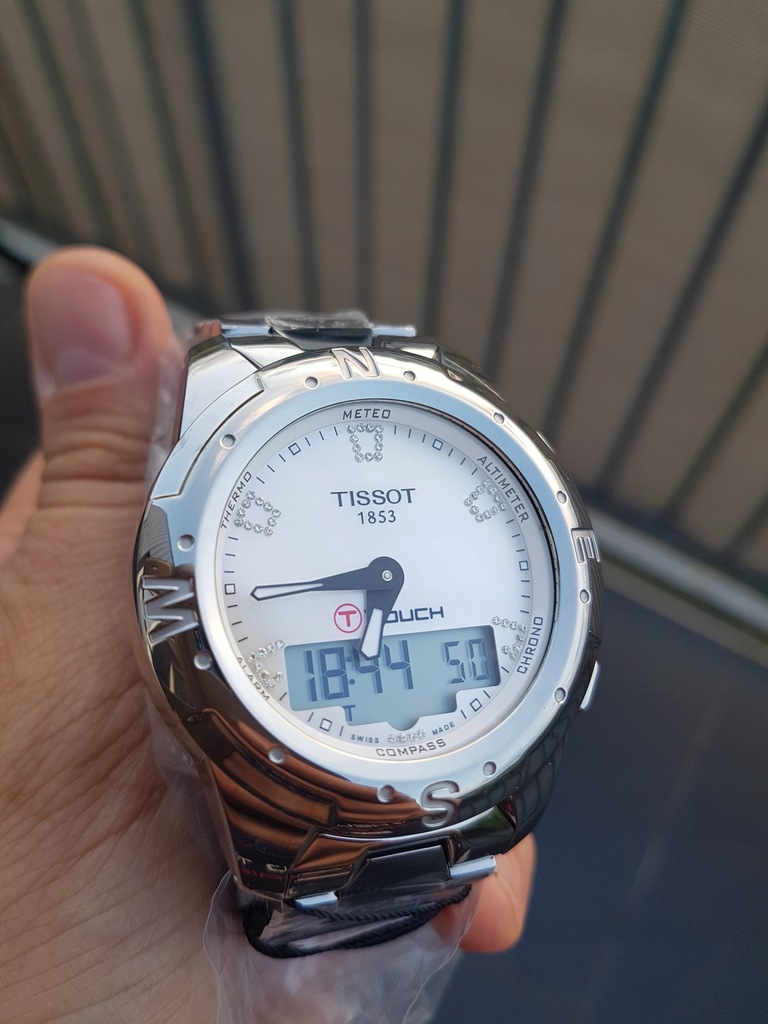 N
METEO
ALTIMETER
THERMO
TISSOT
1853
E
W
T TOUCH
CHRONO
18:44 50
T
ALARM
SWISS MADE
COMPASS
S